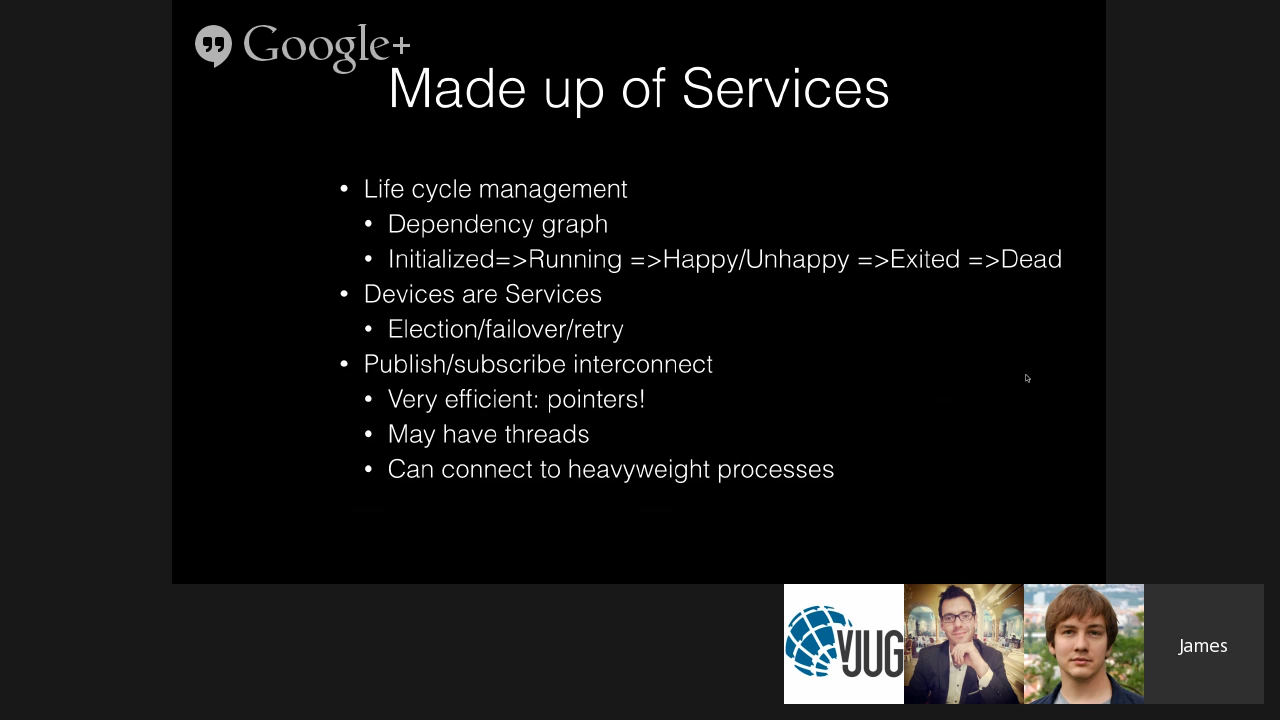 Google+
Made up of Services
• Life cycle management
• Dependency graph
• Initialized=>Running =>Happy/Unhappy =>Exited =>Dead
• Devices are Services
• Election/failover/retry
• Publish/subscribe interconnect
• Very efficient: pointers!
• May have threads
• Can connect to heavyweight processes
vJUG
James